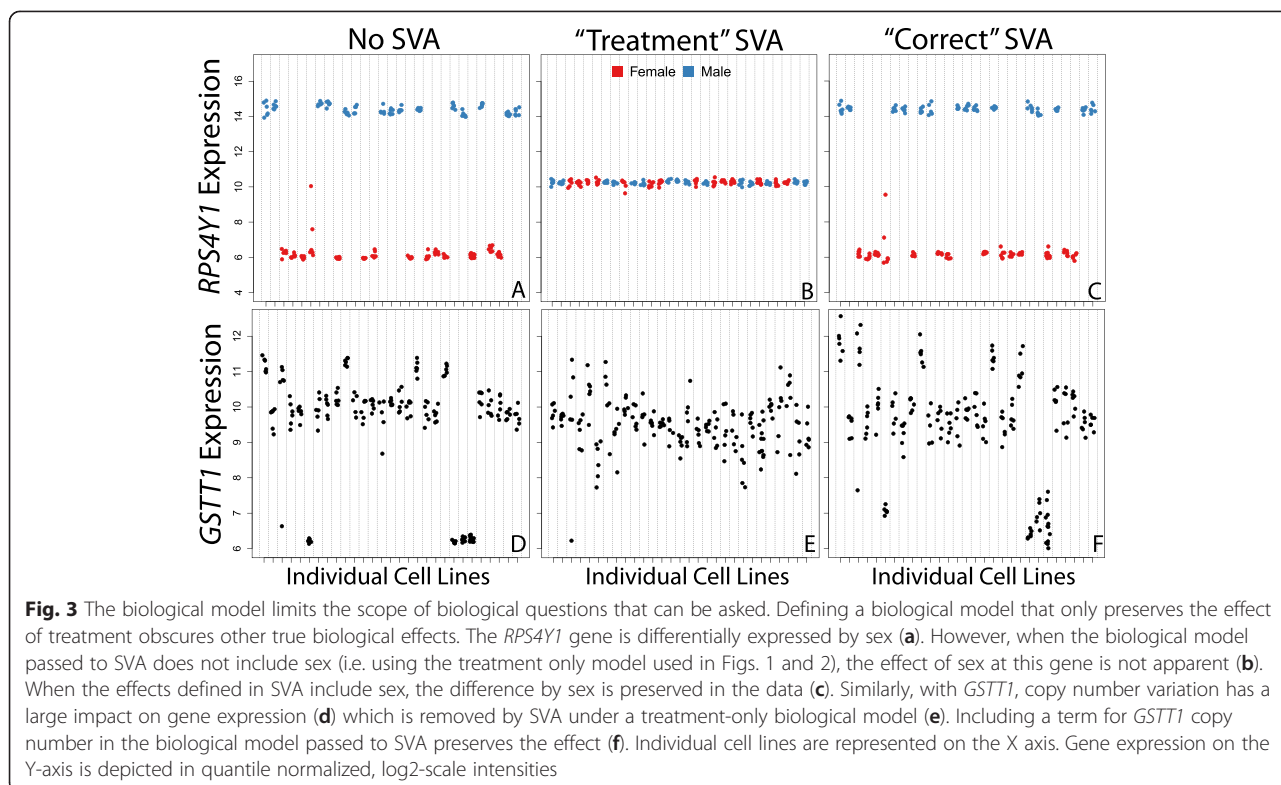 No SVA
"Treatment" SVA
"Correct" SVA
RPS4Y1 Expression
16
14
12
10
8
6
4
Female Male
A
B
C
GSTT1 Expression
12
11
10
9
8
7
6
D
E
F
Individual Cell Lines
Individual Cell Lines
Individual Cell Lines
Fig. 3 The biological model limits the scope of biological questions that can be asked. Defining a biological model that only preserves the effect
of treatment obscures other true biological effects. The RPS4Y1 gene is differentially expressed by sex (a). However, when the biological model
passed to SVA does not include sex (i.e. using the treatment only model used in Figs. 1 and 2), the effect of sex at this gene is not apparent (b).
When the effects defined in SVA include sex, the difference by sex is preserved in the data (c). Similarly, with GSTT1, copy number variation has a
large impact on gene expression (d) which is removed by SVA under a treatment-only biological model (e). Including a term for GSTT1 copy
number in the biological model passed to SVA preserves the effect (f). Individual cell lines are represented on the X axis. Gene expression on the
Y-axis is depicted in quantile normalized, log2-scale intensities